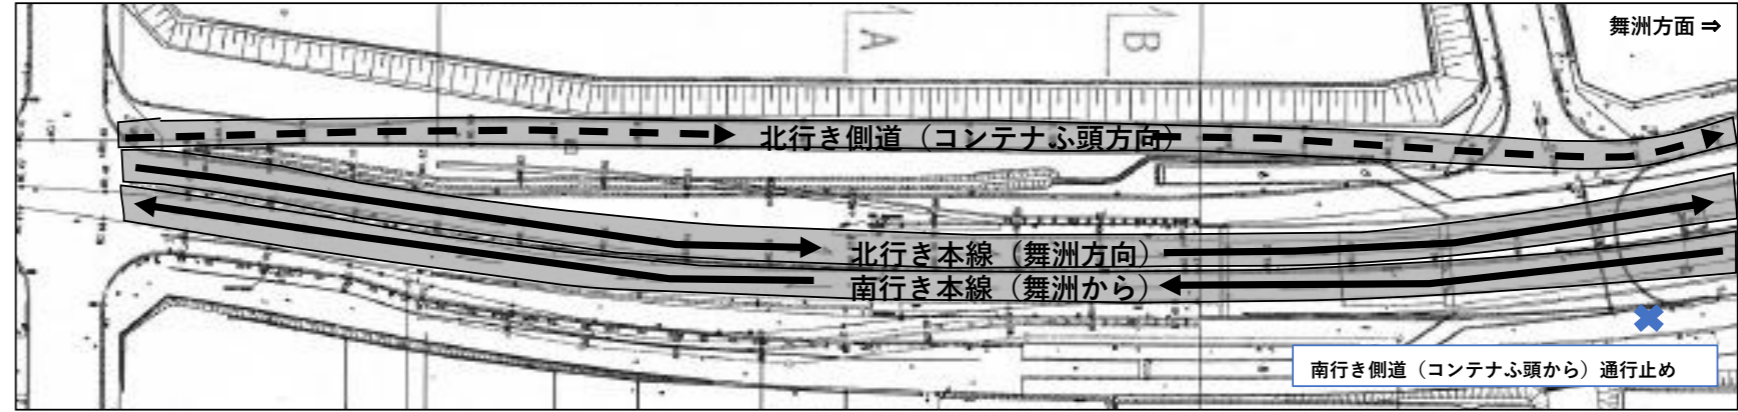 舞洲方面 ⇒
A
B
北行き側道（コンテナふ頭方向）
北行き本線（舞洲方向）
南行き本線（舞洲から）
南行き側道（コンテナふ頭から）通行止め